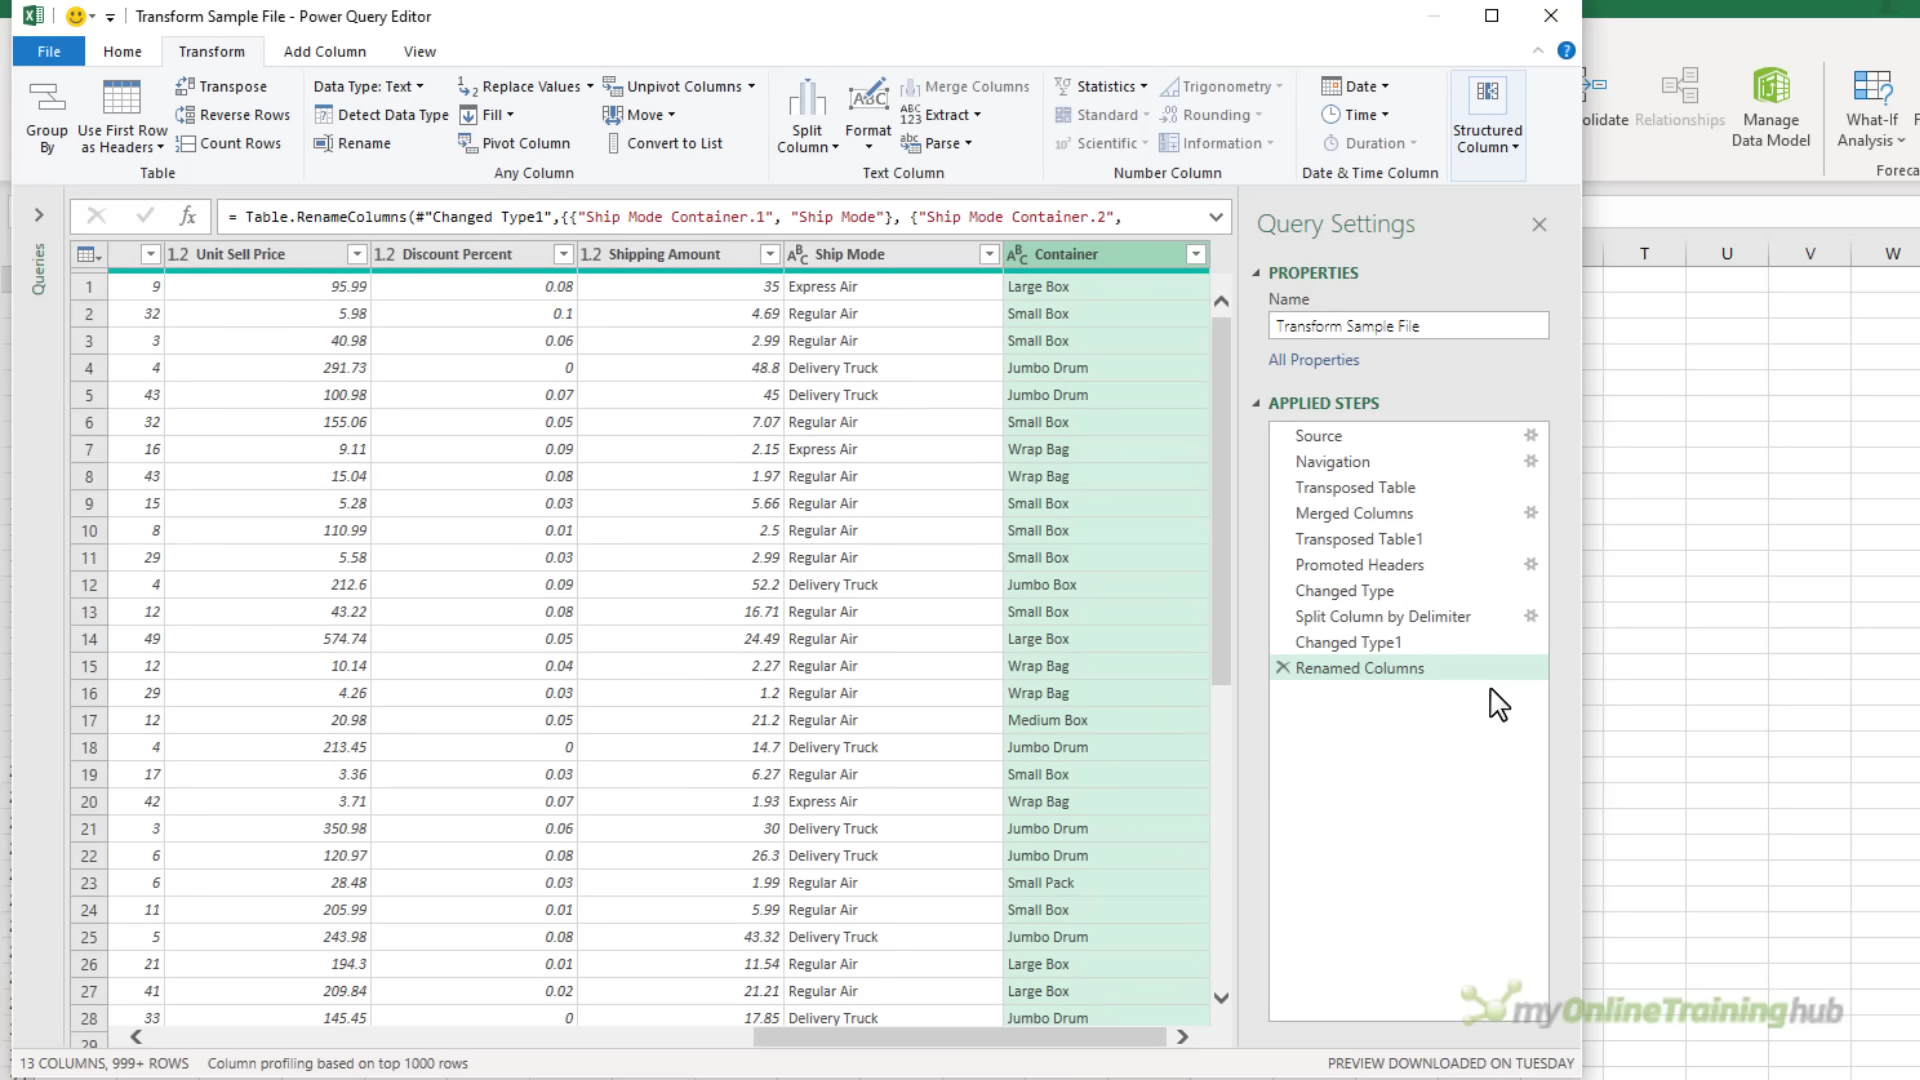 Transform Sample File - Power Query Editor
File Home Transform Add Column View
Group By
Use First Row as Headers
Transpose
Reverse Rows
Count Rows
Table
Data Type: Text
Detect Data Type
Rename
Replace Values
Fill
Pivot Column
Unpivot Columns
Move
Convert to List
Any Column
Split Column
Format
Merge Columns
Extract
Parse
Text Column
Statistics
Standard
Scientific
Trigonometry
Rounding
Information
Number Column
Date
Time
Duration
Date & Time Column
Structured Column
olidate
Relationships
Manage Data Model
What-If Analysis
Foreca
Queries
fx = Table.RenameColumns(#"Changed Type1",{{"Ship Mode Container.1", "Ship Mode"}, {"Ship Mode Container.2",
1.2 Unit Sell Price 1.2 Discount Percent 1.2 Shipping Amount ABC Ship Mode ABC Container
1 9 95.99 0.08 35 Express Air Large Box
2 32 5.98 0.1 4.69 Regular Air Small Box
3 3 40.98 0.06 2.99 Regular Air Small Box
4 4 291.73 0 48.8 Delivery Truck Jumbo Drum
5 43 100.98 0.07 45 Delivery Truck Jumbo Drum
6 32 155.06 0.05 7.07 Regular Air Small Box
7 16 9.11 0.09 2.15 Express Air Wrap Bag
8 43 15.04 0.08 1.97 Regular Air Wrap Bag
9 15 5.28 0.03 5.66 Regular Air Small Box
10 8 110.99 0.01 2.5 Regular Air Small Box
11 29 5.58 0.03 2.99 Regular Air Small Box
12 4 212.6 0.09 52.2 Delivery Truck Jumbo Box
13 12 43.22 0.08 16.71 Regular Air Small Box
14 49 574.74 0.05 24.49 Regular Air Large Box
15 12 10.14 0.04 2.27 Regular Air Wrap Bag
16 29 4.26 0.03 1.2 Regular Air Wrap Bag
17 12 20.98 0.05 21.2 Regular Air Medium Box
18 4 213.45 0 14.7 Delivery Truck Jumbo Drum
19 17 3.36 0.03 6.27 Regular Air Small Box
20 42 3.71 0.07 1.93 Express Air Wrap Bag
21 3 350.98 0.06 30 Delivery Truck Jumbo Drum
22 6 120.97 0.08 26.3 Delivery Truck Jumbo Drum
23 6 28.48 0.03 1.99 Regular Air Small Pack
24 11 205.99 0.01 5.99 Regular Air Small Box
25 5 243.98 0.08 43.32 Delivery Truck Jumbo Drum
26 21 194.3 0.01 11.54 Regular Air Large Box
27 41 209.84 0.02 21.21 Regular Air Large Box
28 33 145.45 0 17.85 Delivery Truck Jumbo Drum
29
Query Settings
PROPERTIES
Name
Transform Sample File
All Properties
APPLIED STEPS
Source
Navigation
Transposed Table
Merged Columns
Transposed Table1
Promoted Headers
Changed Type
Split Column by Delimiter
Changed Type1
Renamed Columns
T U V W
myOnlineTraininghub
13 COLUMNS, 999+ ROWS Column profiling based on top 1000 rows
PREVIEW DOWNLOADED ON TUESDAY